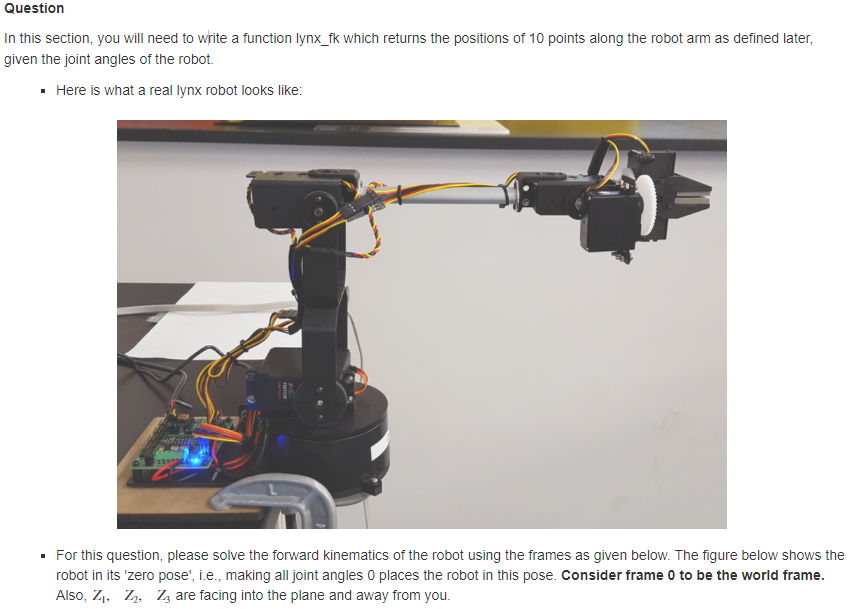 Question
In this section, you will need to write a function lynx_fk which returns the positions of 10 points along the robot arm as defined later,
given the joint angles of the robot.
▪ Here is what a real lynx robot looks like:
▪ For this question, please solve the forward kinematics of the robot using the frames as given below. The figure below shows the
robot in its 'zero pose', i.e., making all joint angles 0 places the robot in this pose. Consider frame 0 to be the world frame.
Also, Z₁, Z₂, Z₃ are facing into the plane and away from you.